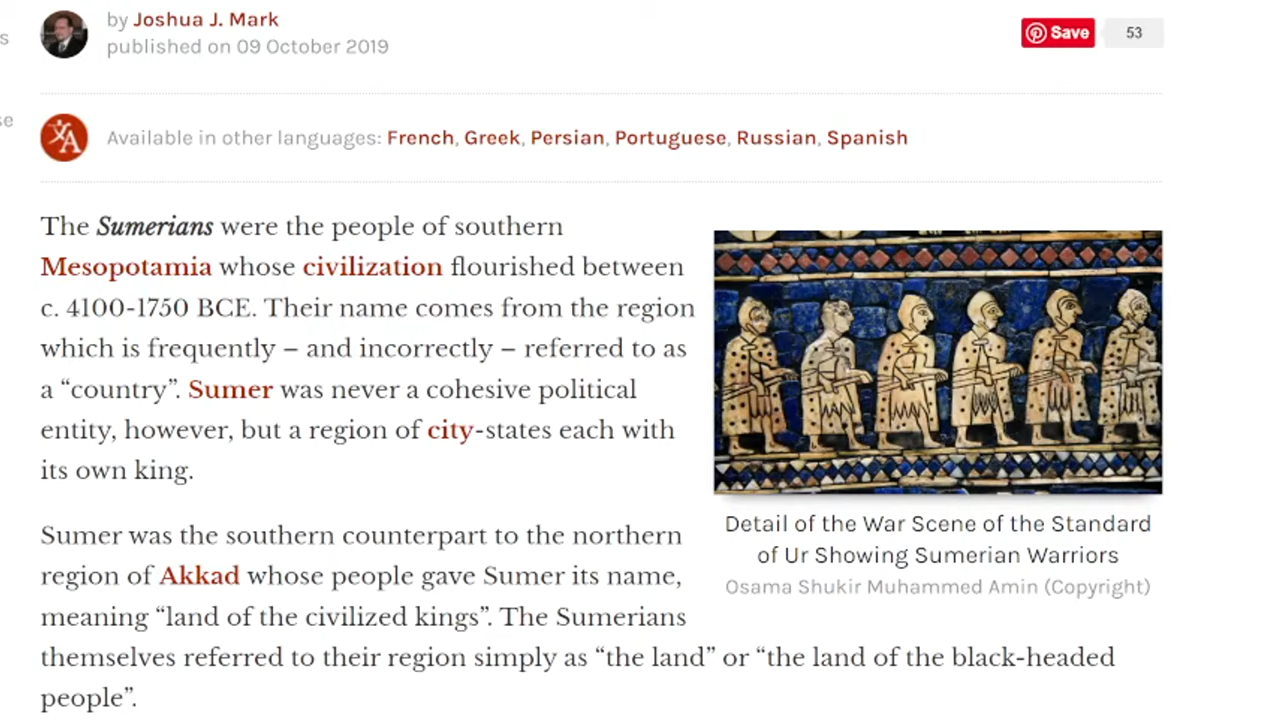 by Joshua J. Mark
published on 09 October 2019
Save
53
Available in other languages: French, Greek, Persian, Portuguese, Russian, Spanish
The Sumerians were the people of southern
Mesopotamia whose civilization flourished between
c. 4100-1750 BCE. Their name comes from the region
which is frequently – and incorrectly – referred to as
a “country”. Sumer was never a cohesive political
entity, however, but a region of city-states each with
its own king.
Detail of the War Scene of the Standard
of Ur Showing Sumerian Warriors
Osama Shukir Muhammed Amin (Copyright)
Sumer was the southern counterpart to the northern
region of Akkad whose people gave Sumer its name,
meaning “land of the civilized kings”. The Sumerians
themselves referred to their region simply as “the land” or “the land of the black-headed
people”.